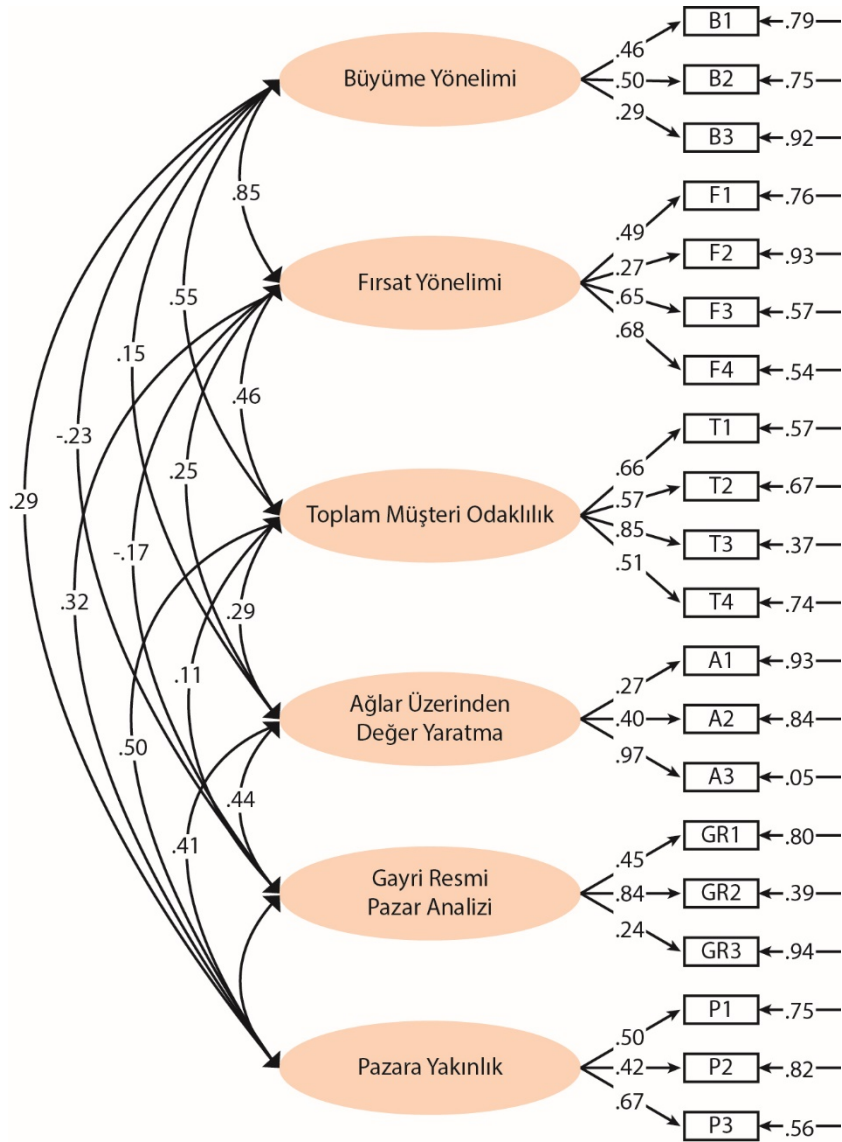 B1
.79
.46
Büyüme Yönelimi
.50
B2
.75
.29
B3
.92
.85
F1
.76
.49
Fırsat Yönelimi
.27
F2
.93
.65
F3
.57
.68
F4
.54
.55
.15
.46
-.23
.25
.29
T1
.57
.66
Toplam Müşteri Odaklılık
.57
T2
.67
.85
T3
.37
.51
T4
.74
-.17
.32
.29
.11
.50
A1
.93
.27
Ağlar Üzerinden
Değer Yaratma
.40
A2
.84
.97
A3
.05
.44
.41
GR1
.80
.45
Gayri Resmi
Pazar Analizi
.84
GR2
.39
.24
GR3
.94
P1
.75
.50
Pazara Yakınlık
.42
P2
.82
.67
P3
.56